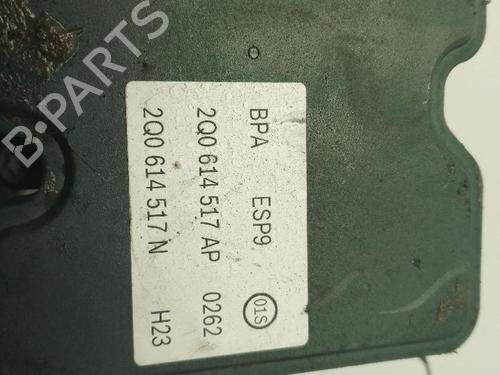 B-PARTS
BPA ESP9 01S
2Q0 614 517 AP 0262
2Q0 614 517 N H23